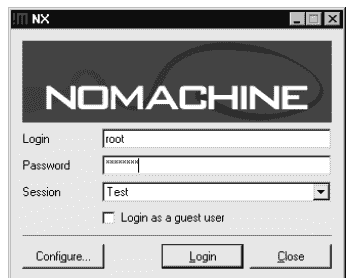 !M NX
NOMACHINE
Login root
Password ********
Session Test
Login as a guest user
Configure... Login Close